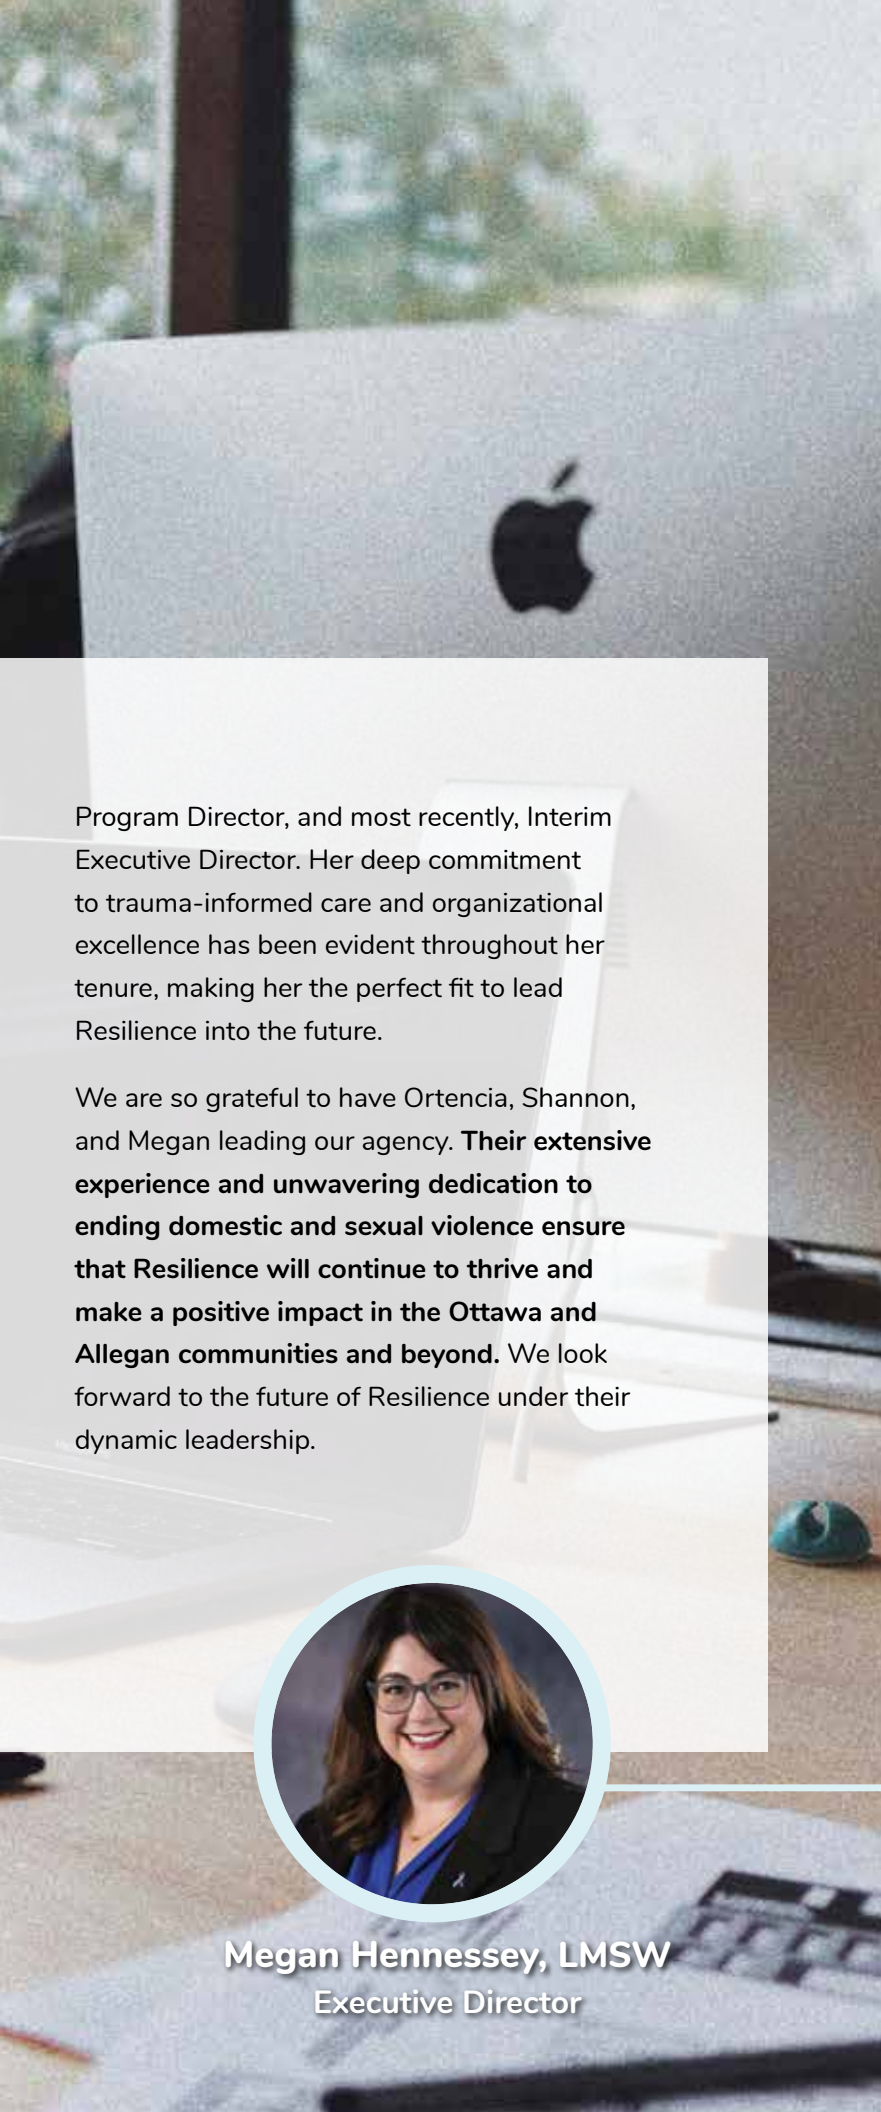 Program Director, and most recently, Interim
Executive Director. Her deep commitment
to trauma-informed care and organizational
excellence has been evident throughout her
tenure, making her the perfect fit to lead
Resilience into the future.
We are so grateful to have Ortencia, Shannon,
and Megan leading our agency. Their extensive
experience and unwavering dedication to
ending domestic and sexual violence ensure
that Resilience will continue to thrive and
make a positive impact in the Ottawa and
Allegan communities and beyond. We look
forward to the future of Resilience under their
dynamic leadership.
Megan Hennessey, LMSW
Executive Director